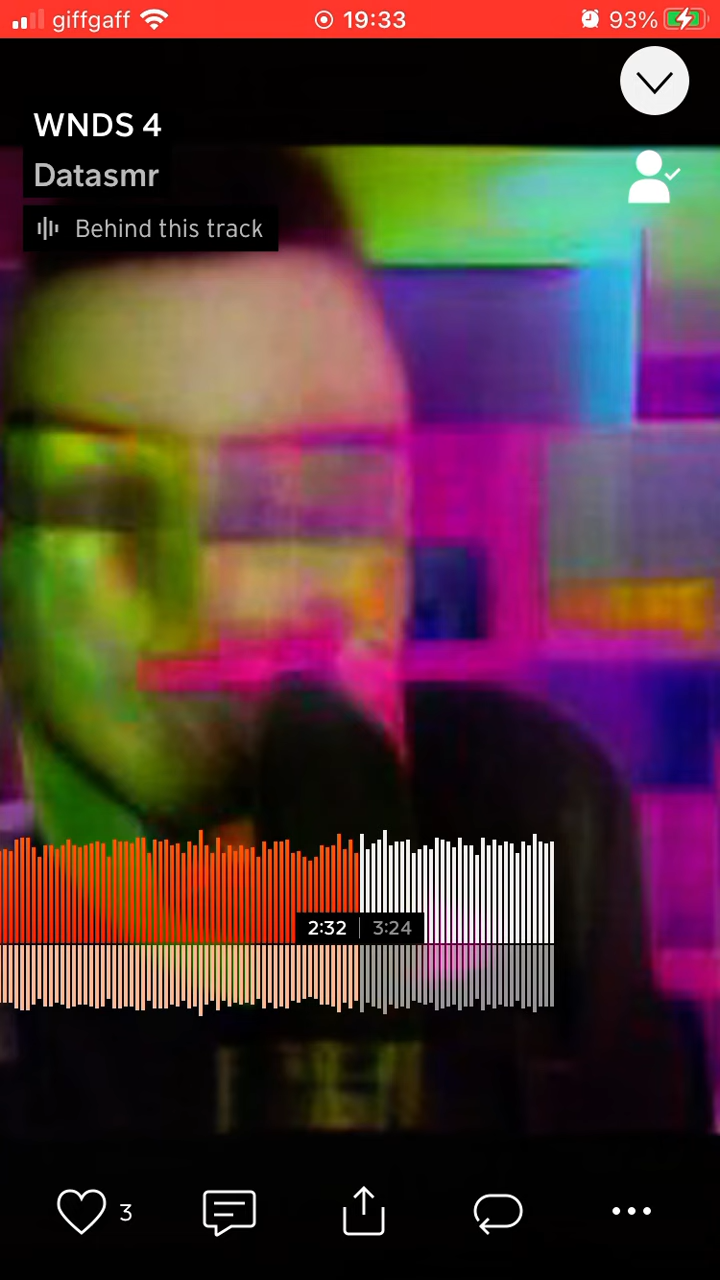 giffgaff 19:33 93%
WNDS 4
Datasmr
Behind this track
2:32 3:24
3